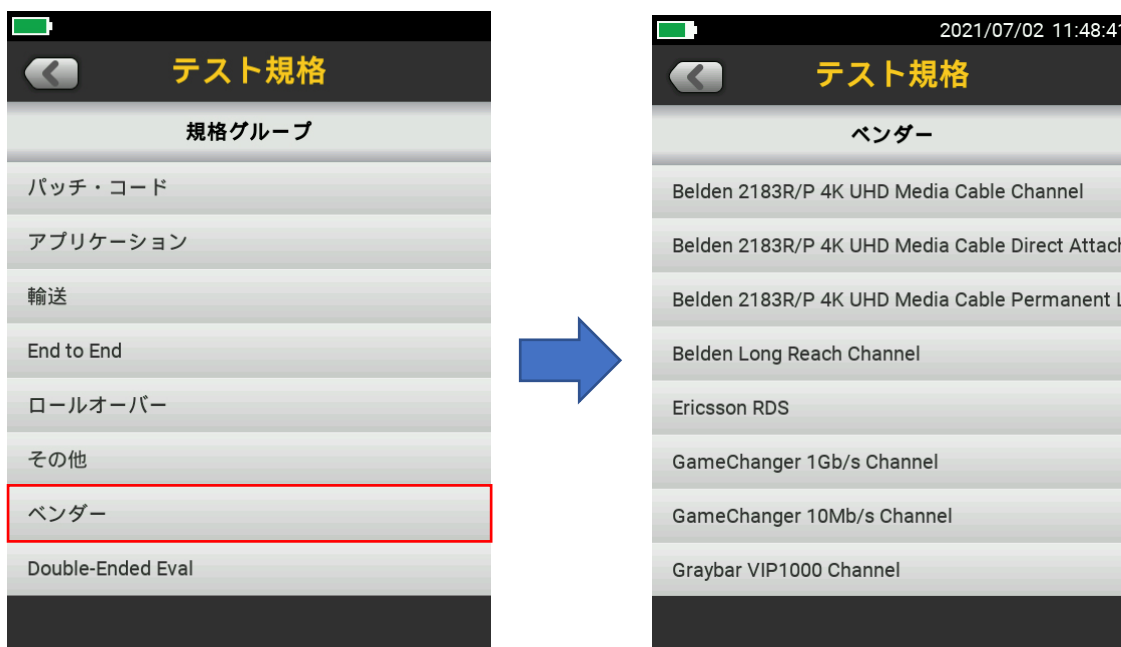 テスト規格
規格グループ
パッチ・コード
アプリケーション
輸送
End to End
ロールオーバー
その他
ベンダー
Double-Ended Eval
2021/07/02 11:48:41
テスト規格
ベンダー
Belden 2183R/P 4K UHD Media Cable Channel
Belden 2183R/P 4K UHD Media Cable Direct Attach
Belden 2183R/P 4K UHD Media Cable Permanent L
Belden Long Reach Channel
Ericsson RDS
GameChanger 1Gb/s Channel
GameChanger 10Mb/s Channel
Graybar VIP1000 Channel